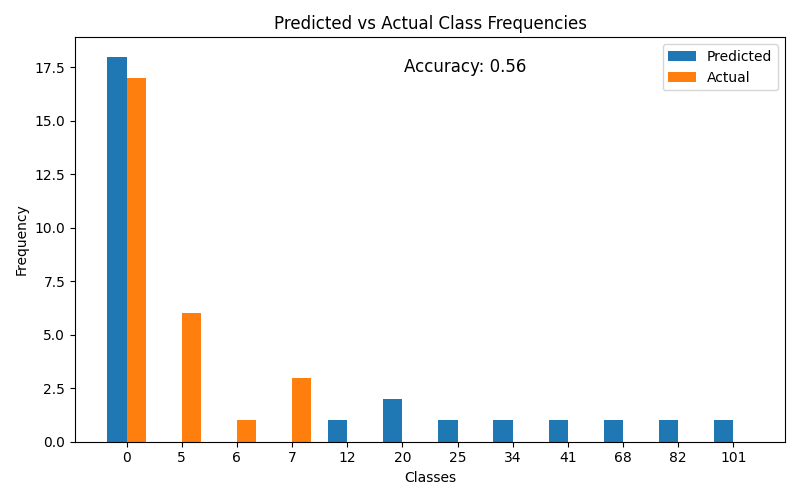 Predicted vs Actual Class Frequencies
Accuracy: 0.56
Predicted
Actual
17.5
15.0
12.5
10.0
7.5
5.0
2.5
0.0
Frequency
0 5 6 7 12 20 25 34 41 68 82 101
Classes